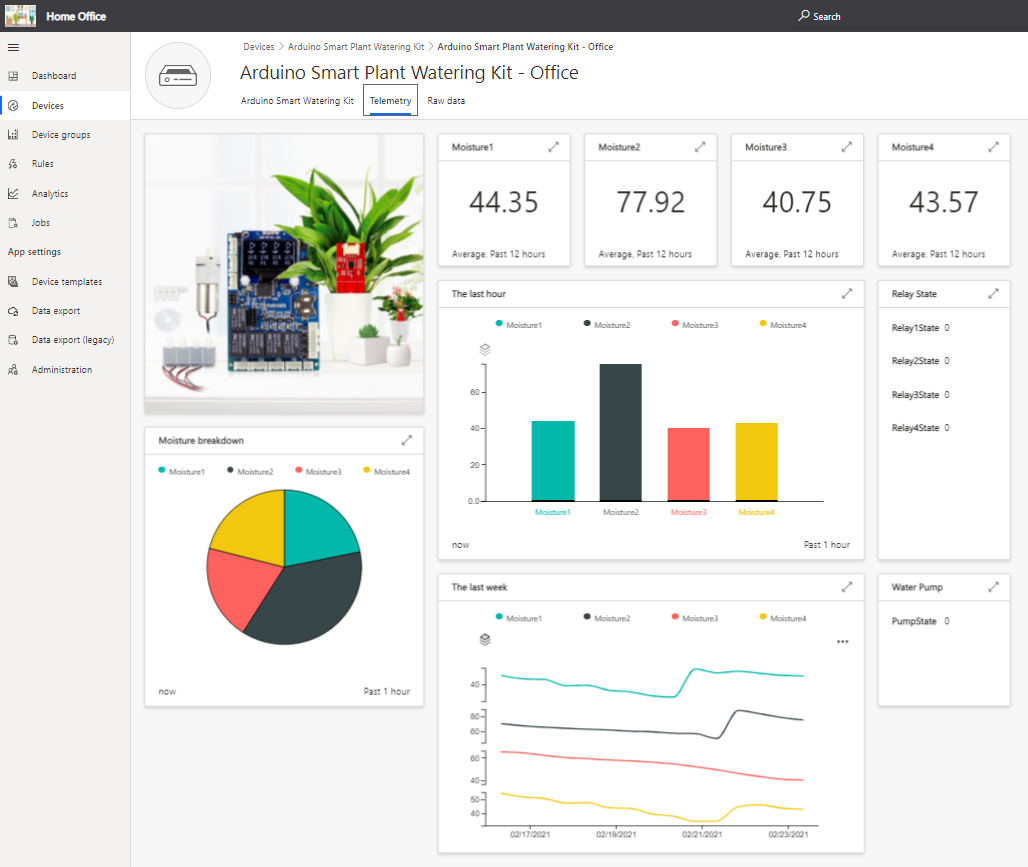 Home Office
Search
Dashboard
Devices
Device groups
Rules
Analytics
Jobs
App settings
Device templates
Data export
Data export (legacy)
Administration
Devices > Arduino Smart Plant Watering Kit > Arduino Smart Plant Watering Kit - Office
Arduino Smart Plant Watering Kit - Office
Arduino Smart Watering Kit Telemetry Raw data
Moisture1
44.35
Average, Past 12 hours
Moisture2
77.92
Average, Past 12 hours
Moisture3
40.75
Average, Past 12 hours
Moisture4
43.57
Average, Past 12 hours
The last hour
Moisture1 Moisture2 Moisture3 Moisture4
60
40
20
0.0
Moisture1 Moisture2 Moisture3 Moisture4
now Past 1 hour
Relay State
Relay1State 0
Relay2State 0
Relay3State 0
Relay4State 0
Moisture breakdown
Moisture1 Moisture2 Moisture3 Moisture4
now Past 1 hour
The last week
Moisture1 Moisture2 Moisture3 Moisture4
40
80
60
60
40
50
40
02/17/2021 02/19/2021 02/21/2021 02/23/2021
Water Pump
PumpState 0